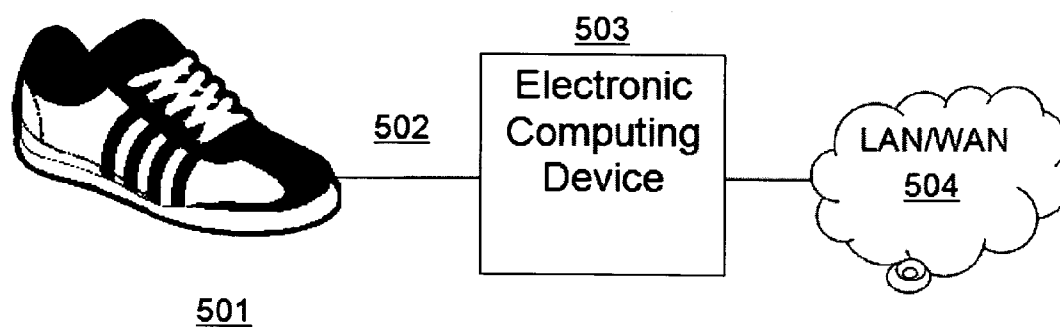 503
Electronic
Computing
Device
502
LAN/WAN
504
501